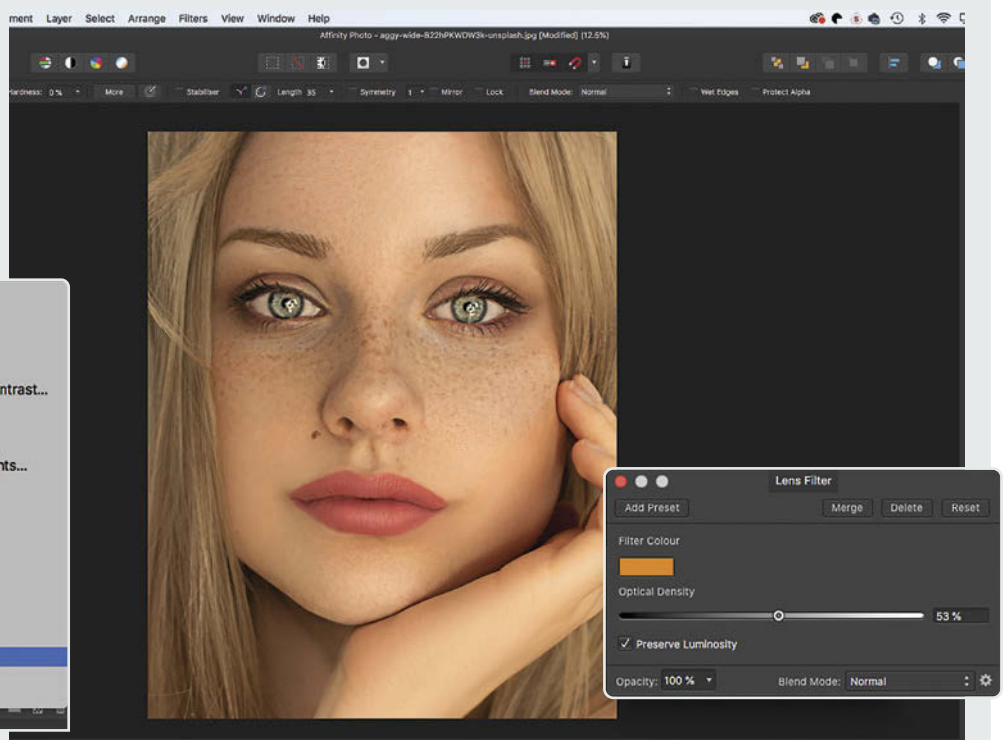 ment Layer Select Arrange Filters View Window Help
Affinity Photo - aggy-wide-B22hPKWDW3k-unsplash.jpg [Modified] (12.5%)
Hardness: 0 % More Stabiliser Length 35 Symmetry 1 Mirror Lock Blend Mode: Normal Wet Edges Protect Alpha
ntrast...
nts...
Lens Filter
Add Preset Merge Delete Reset
Filter Colour
Optical Density
53 %
Preserve Luminosity
Opacity: 100 % Blend Mode: Normal